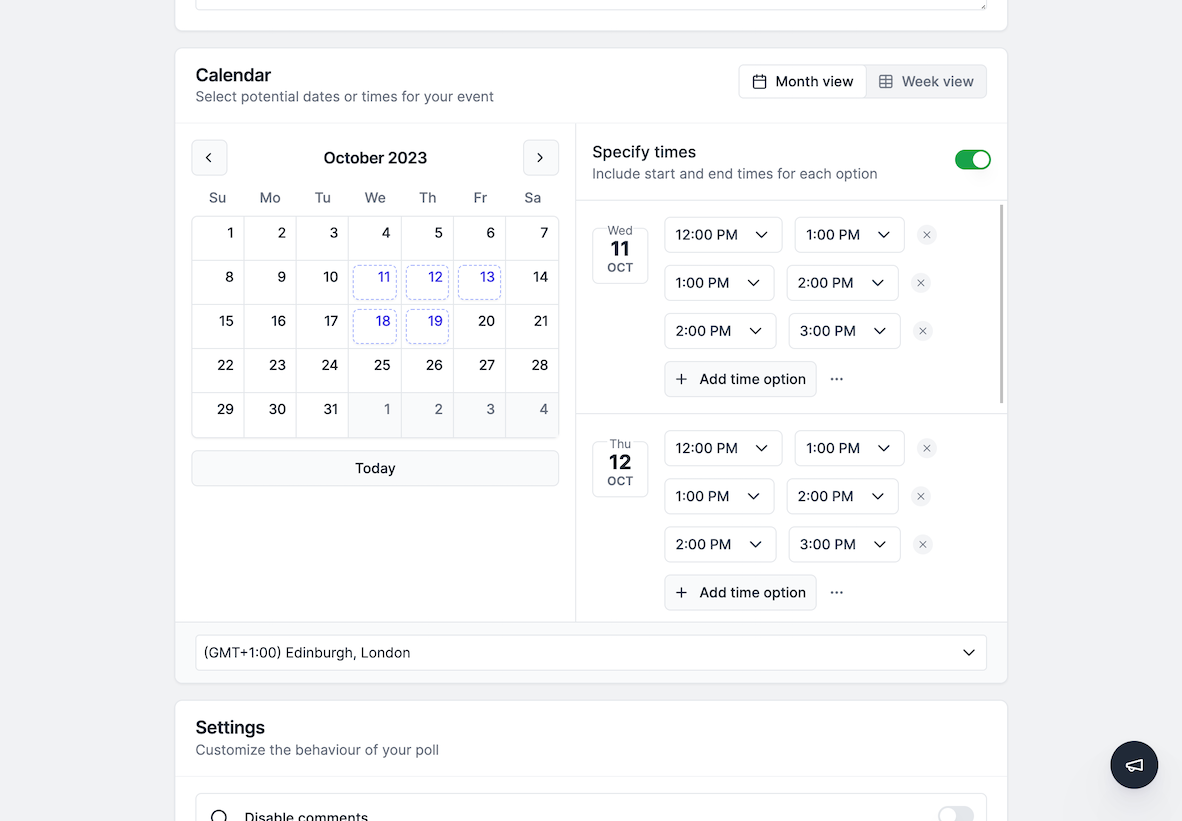 Calendar
Select potential dates or times for your event
Month view
Week view
October 2023
Su Mo Tu We Th Fr Sa
1 2 3 4 5 6 7
8 9 10 11 12 13 14
15 16 17 18 19 20 21
22 23 24 25 26 27 28
29 30 31 1 2 3 4
Today
Specify times
Include start and end times for each option
Wed
11
OCT
12:00 PM 1:00 PM
1:00 PM 2:00 PM
2:00 PM 3:00 PM
+ Add time option ...
Thu
12
OCT
12:00 PM 1:00 PM
1:00 PM 2:00 PM
2:00 PM 3:00 PM
+ Add time option ...
(GMT+1:00) Edinburgh, London
Settings
Customize the behaviour of your poll
Disable comments